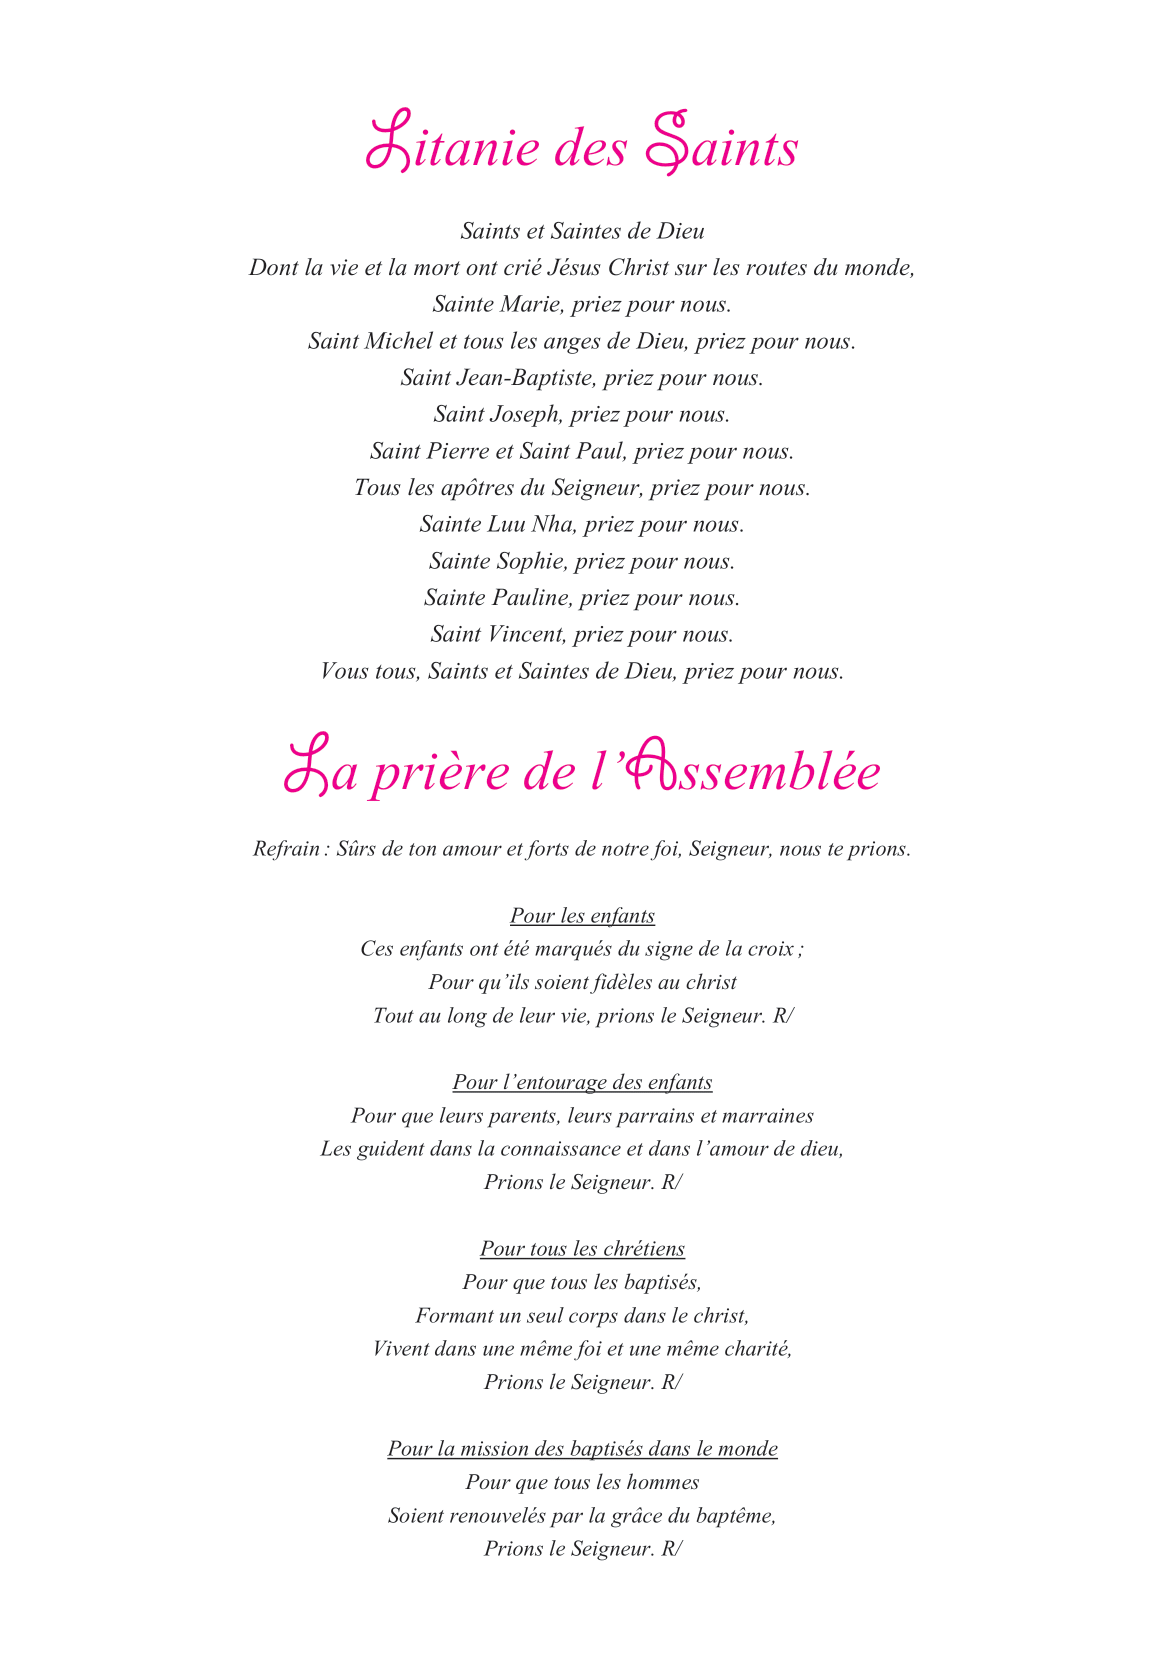 Litanie des Saints
Saints et Saintes de Dieu
Dont la vie et la mort ont crié Jésus Christ sur les routes du monde,
Sainte Marie, priez pour nous.
Saint Michel et tous les anges de Dieu, priez pour nous.
Saint Jean-Baptiste, priez pour nous.
Saint Joseph, priez pour nous.
Saint Pierre et Saint Paul, priez pour nous.
Tous les apôtres du Seigneur, priez pour nous.
Sainte Luu Nha, priez pour nous.
Sainte Sophie, priez pour nous.
Sainte Pauline, priez pour nous.
Saint Vincent, priez pour nous.
Vous tous, Saints et Saintes de Dieu, priez pour nous.
La prière de l’Assemblée
Refrain : Sûrs de ton amour et forts de notre foi, Seigneur, nous te prions.
Pour les enfants
Ces enfants ont été marqués du signe de la croix ;
Pour qu’ils soient fidèles au christ
Tout au long de leur vie, prions le Seigneur. R/
Pour l’entourage des enfants
Pour que leurs parents, leurs parrains et marraines
Les guident dans la connaissance et dans l’amour de dieu,
Prions le Seigneur. R/
Pour tous les chrétiens
Pour que tous les baptisés,
Formant un seul corps dans le christ,
Vivent dans une même foi et une même charité,
Prions le Seigneur. R/
Pour la mission des baptisés dans le monde
Pour que tous les hommes
Soient renouvelés par la grâce du baptême,
Prions le Seigneur. R/